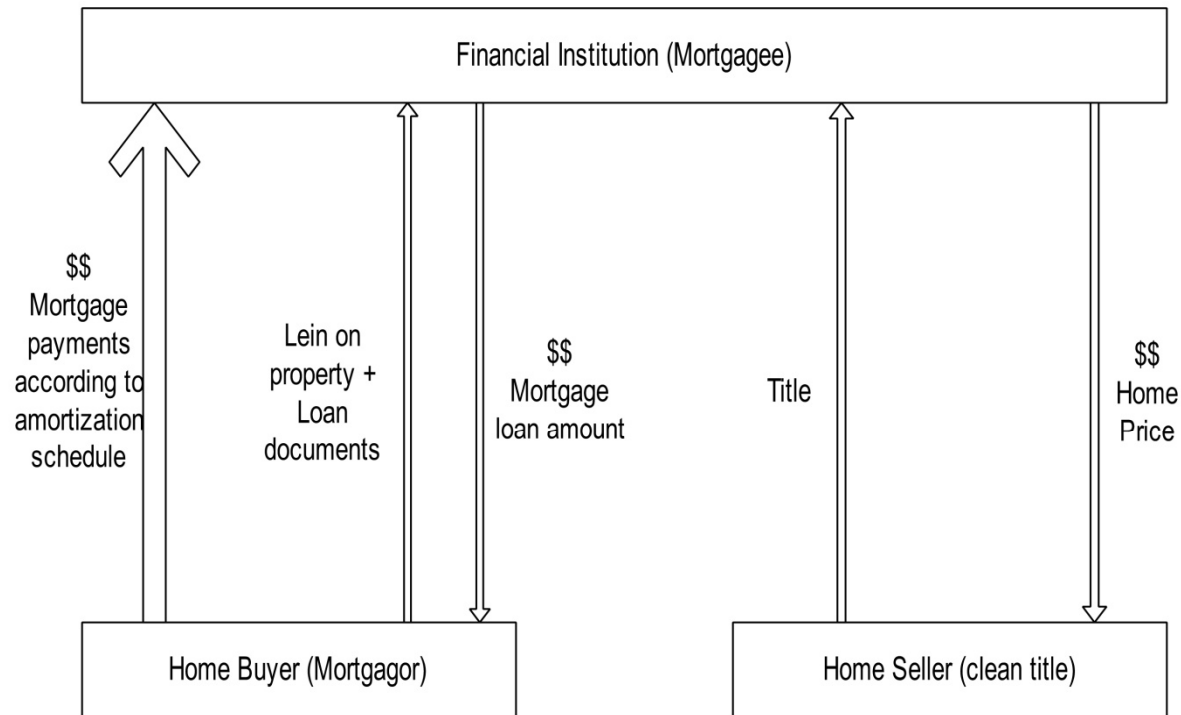 Financial Institution (Mortgagee)
$$
Mortgage
payments
according to
amortization
schedule
Lein on
property +
Loan
documents
$$
Mortgage
loan amount
Title
$$
Home
Price
Home Buyer (Mortgagor)
Home Seller (clean title)